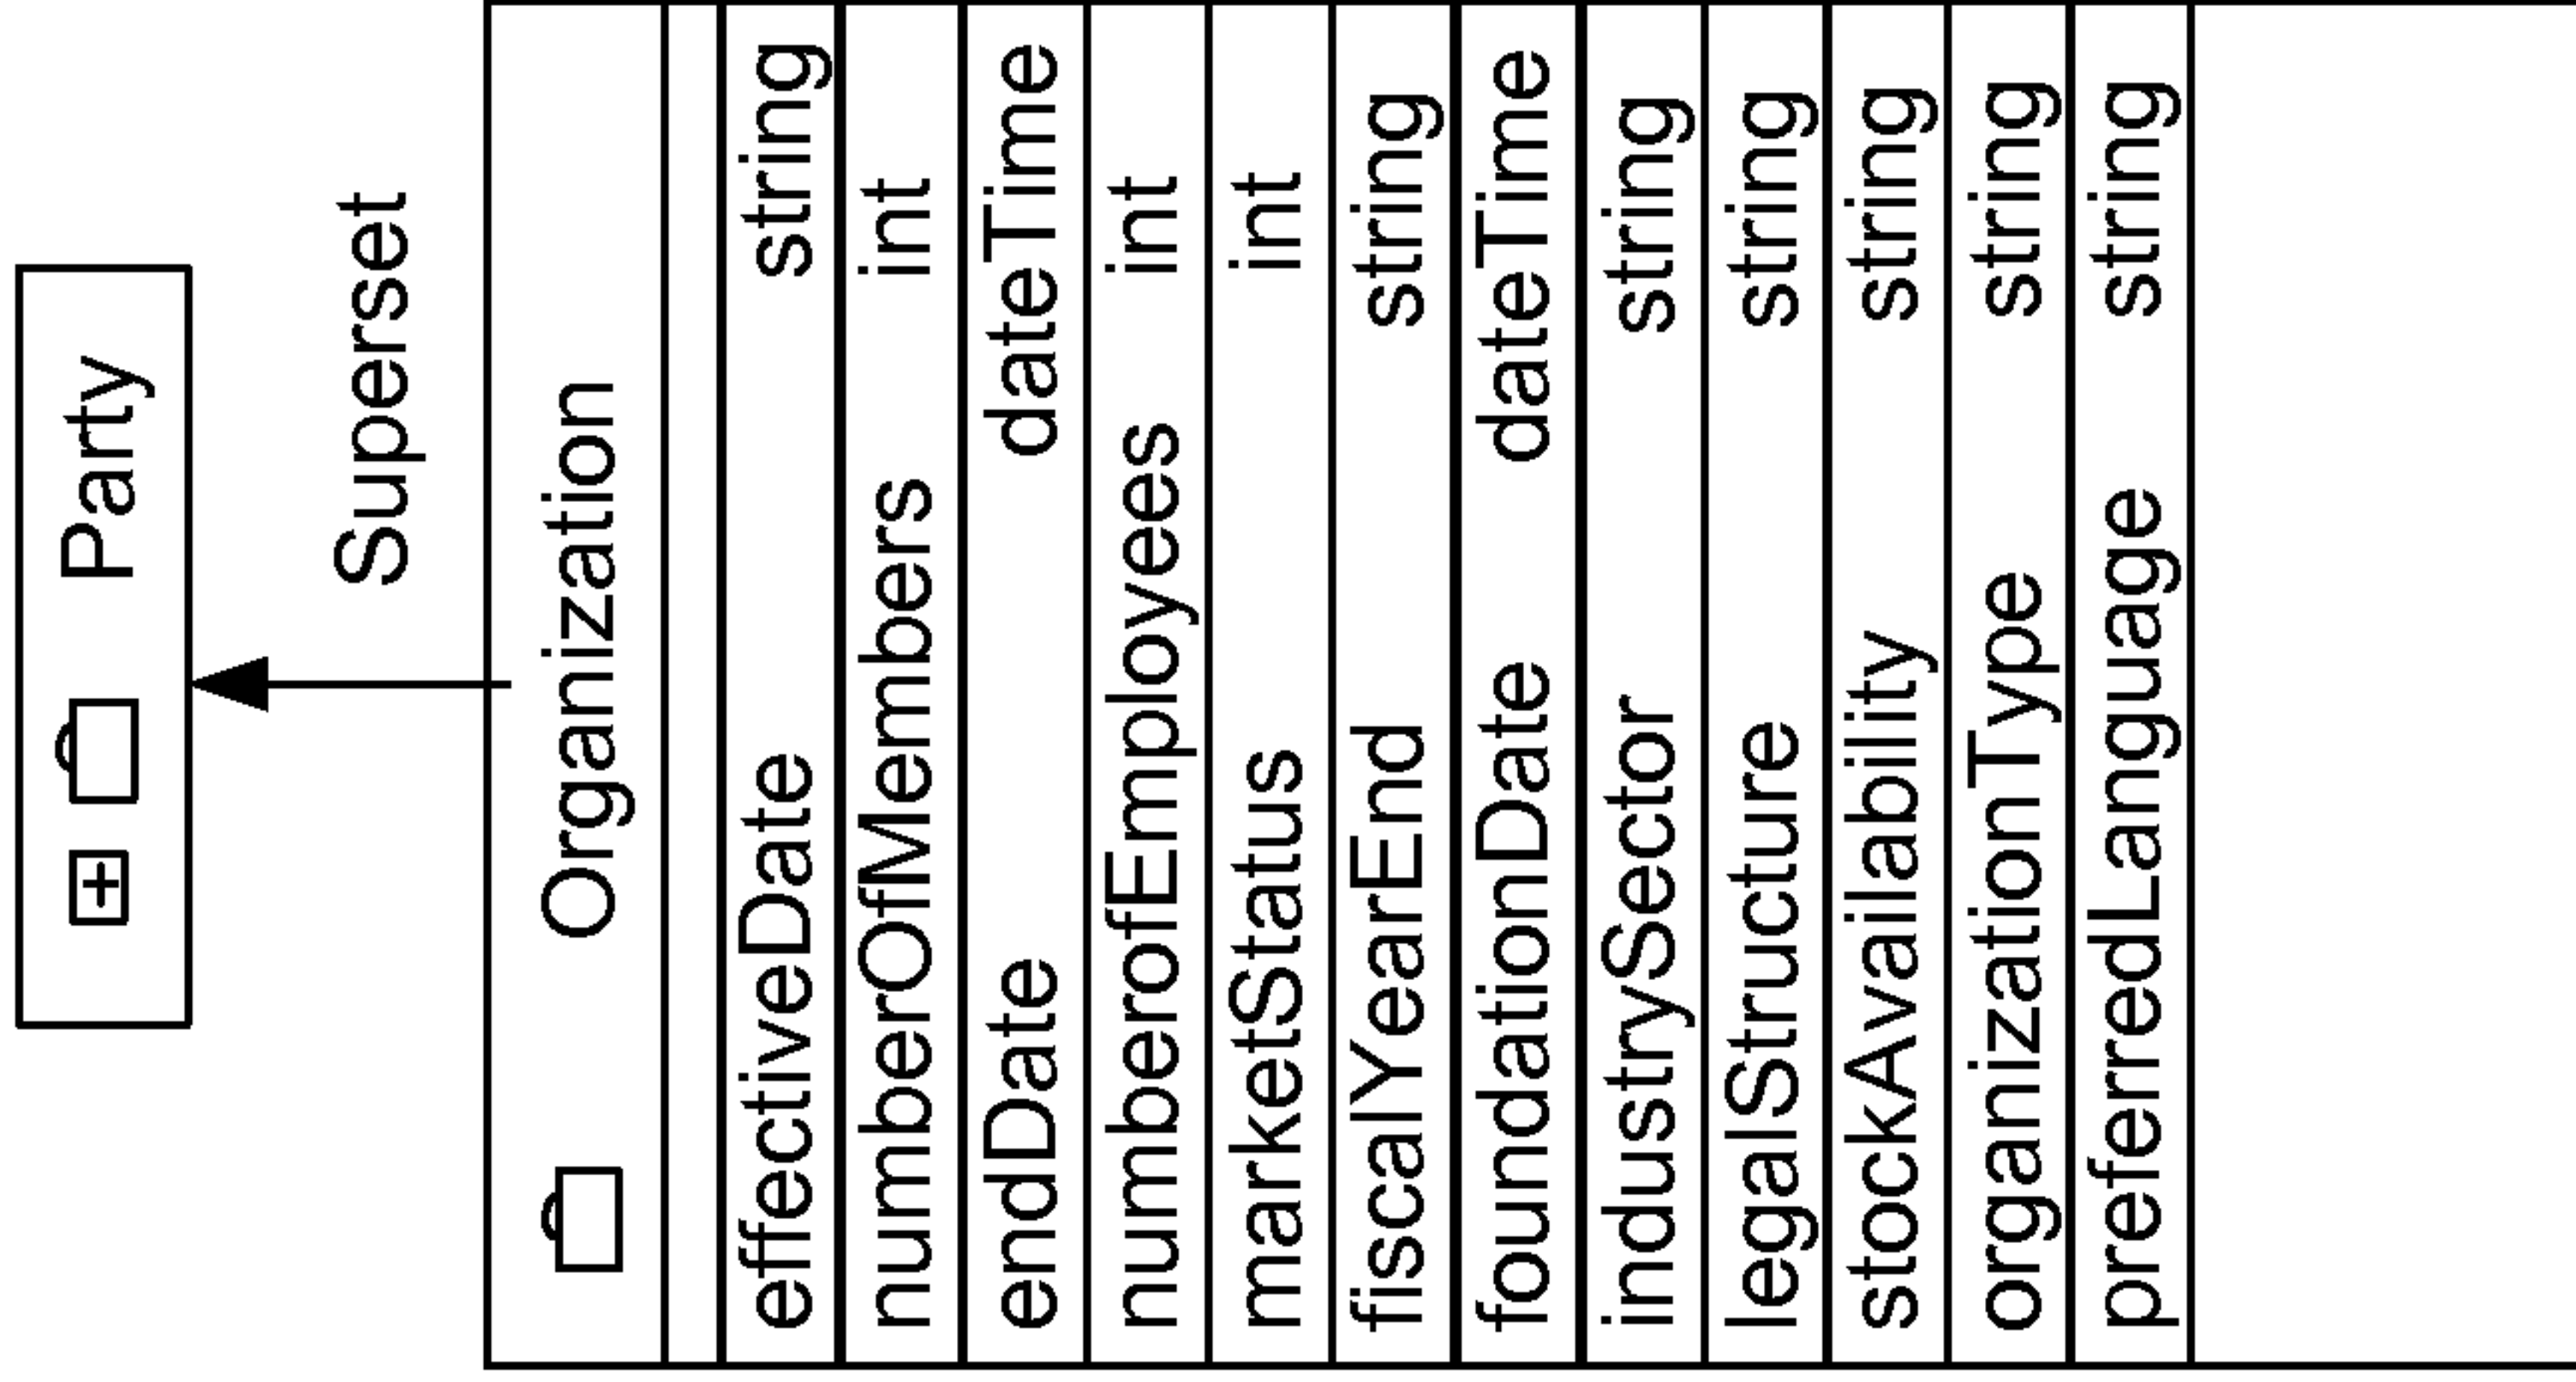 Party
Superset
Organization
effectiveDate string
numberOfMembers int
endDate dateTime
numberofEmployees int
marketStatus int
fiscalYearEnd string
foundationDate dateTime
industrySector string
legalStructure string
stockAvailability string
organizationType string
preferredLanguage string